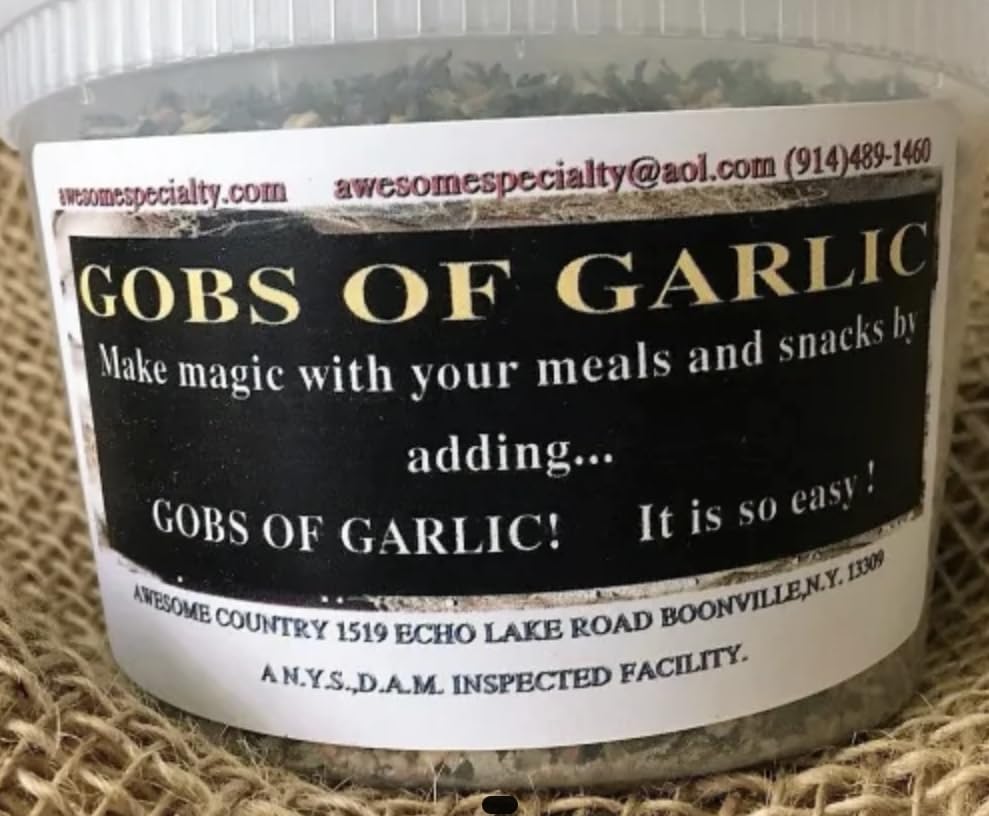 awesomespecialty.com awesomespecialty@aol.com (914)489-1460
GOBS OF GARLIC
Make magic with your meals and snacks by
adding...
GOBS OF GARLIC! It is so easy!
AWESOME COUNTRY 1519 ECHO LAKE ROAD BOONVILLE,N.Y. 13309
A N.Y.S.,D.A.M. INSPECTED FACILITY.